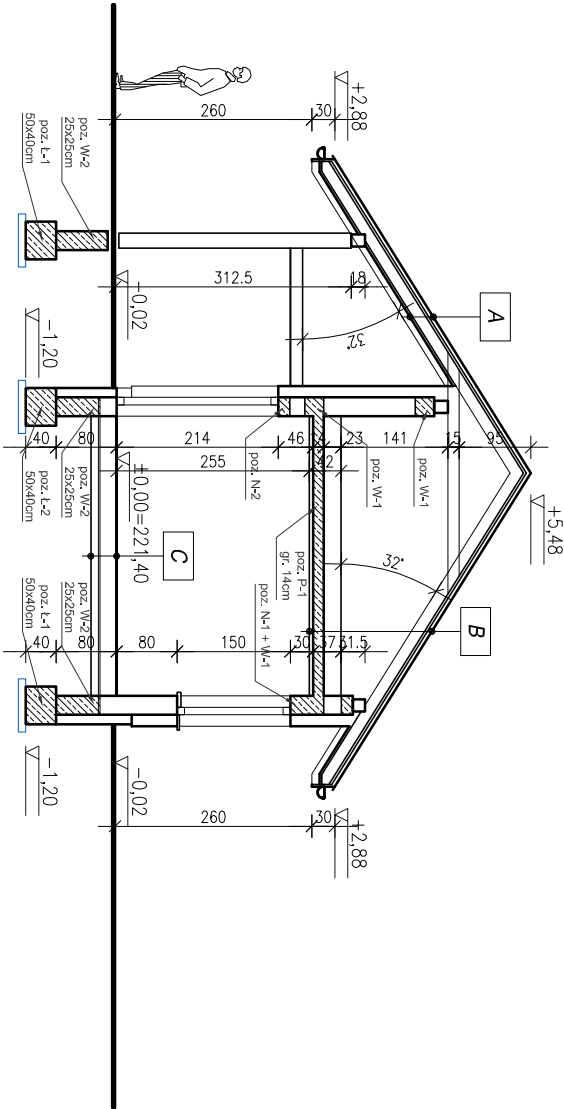 +2,88
30
260
poz. W-2
25x25cm
poz. Ł-1
50x40cm
312.5
18
-0,02
-1,20
32°
A
+5,48
40
80
214
46
14
23
141
15
95
255
42
poz. Ł-2
50x40cm
poz. W-2
25x25cm
±0,00=221,40
poz. N-2
poz. W-1
poz. W-1
C
poz. P-1
gr. 14cm
32°
B
poz. N-1 + W-1
poz. W-2
25x25cm
poz. Ł-1
50x40cm
40
80
80
150
30
37
31.5
-1,20
-0,02
260
30
+2,88